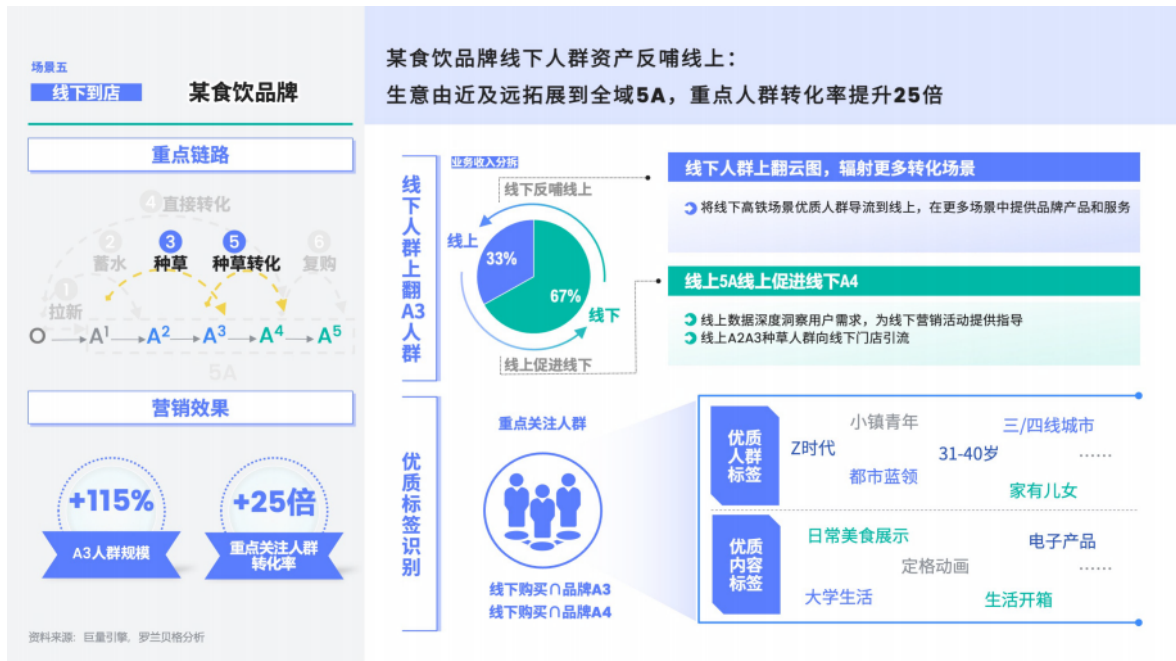 场景五
线下到店
某食饮品牌
某食饮品牌线下人群资产反哺线上：
生意由近及远拓展到全域5A，重点人群转化率提升25倍
重点链路
4 直接转化
2
蓄水
3
种草
5
种草转化
6
复购
1
拉新
O A1 A2 A3 A4 A5
5A
营销效果
+115%
A3人群规模
+25倍
重点关注人群
转化率
资料来源：巨量引擎，罗兰贝格分析
线下人群上翻A3人群
业务收入分拆
线下反哺线上
线上
33%
67%
线下
线上促进线下
线下人群上翻云图，辐射更多转化场景
将线下高铁场景优质人群导流到线上，在更多场景中提供品牌产品和服务
线上5A线上促进线下A4
线上数据深度洞察用户需求，为线下营销活动提供指导
线上A2A3种草人群向线下门店引流
优质标签识别
重点关注人群
线下购买∩品牌A3
线下购买∩品牌A4
优质
人群
标签
小镇青年
三/四线城市
Z时代
31-40岁
……
都市蓝领
家有儿女
优质
内容
标签
日常美食展示
电子产品
定格动画
……
大学生活
生活开箱